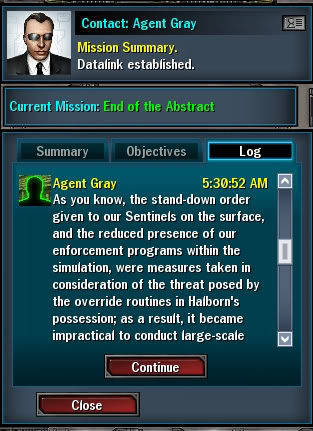 Contact: Agent Gray
Mission Summary.
Datalink established.
Current Mission: End of the Abstract
Summary
Objectives
Log
Agent Gray 5:30:52 AM
As you know, the stand-down order
given to our Sentinels on the surface,
and the reduced presence of our
enforcement programs within the
simulation, were measures taken in
consideration of the threat posed by
the override routines in Halborn's
possession; as a result, it became
impractical to conduct large-scale
Continue
Close